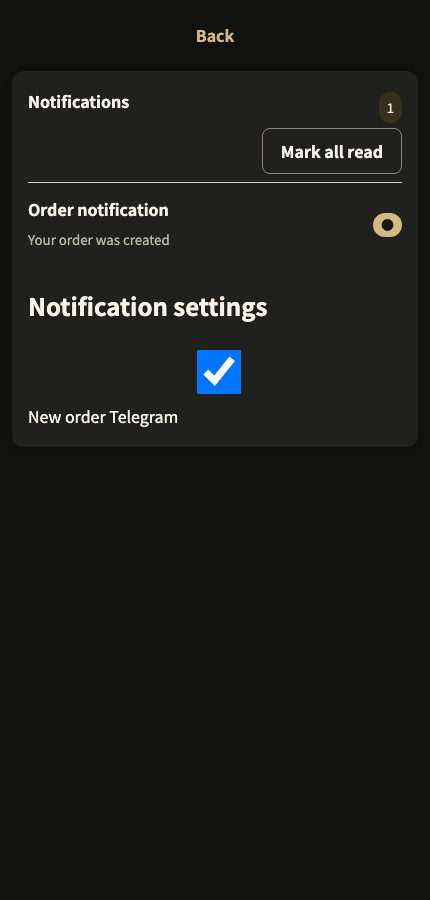 Back
Notifications
1
Mark all read
Order notification
Your order was created
Notification settings
New order Telegram